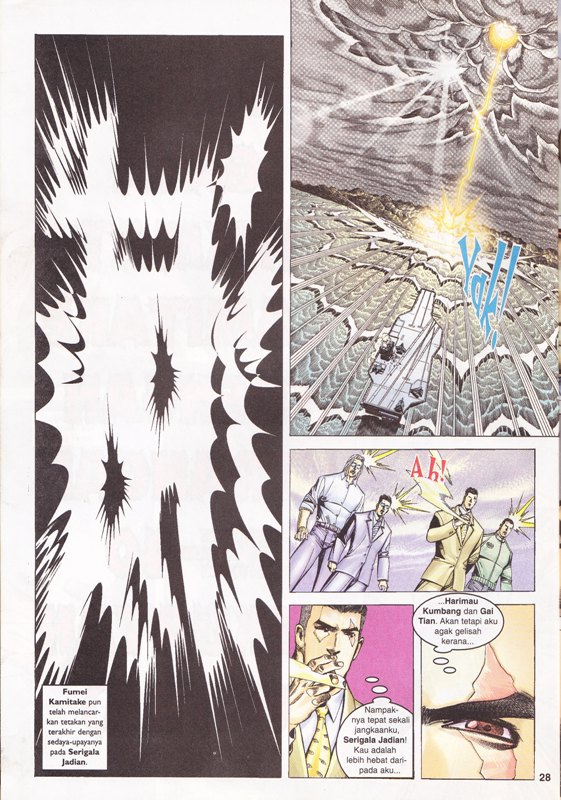 Yak!!
Ah!
Fumei
Kamitake pun
telah melancar-
kan tetakan yang
terakhir dengan
sedaya-upayanya
pada Serigala
Jadian.
Nampak-
nya tepat sekali
jangkaanku,
Serigala Jadian!
Kau adalah
lebih hebat dari-
pada aku...
...Harimau
Kumbang dan Gai
Tian. Akan tetapi aku
agak gelisah
kerana...
28